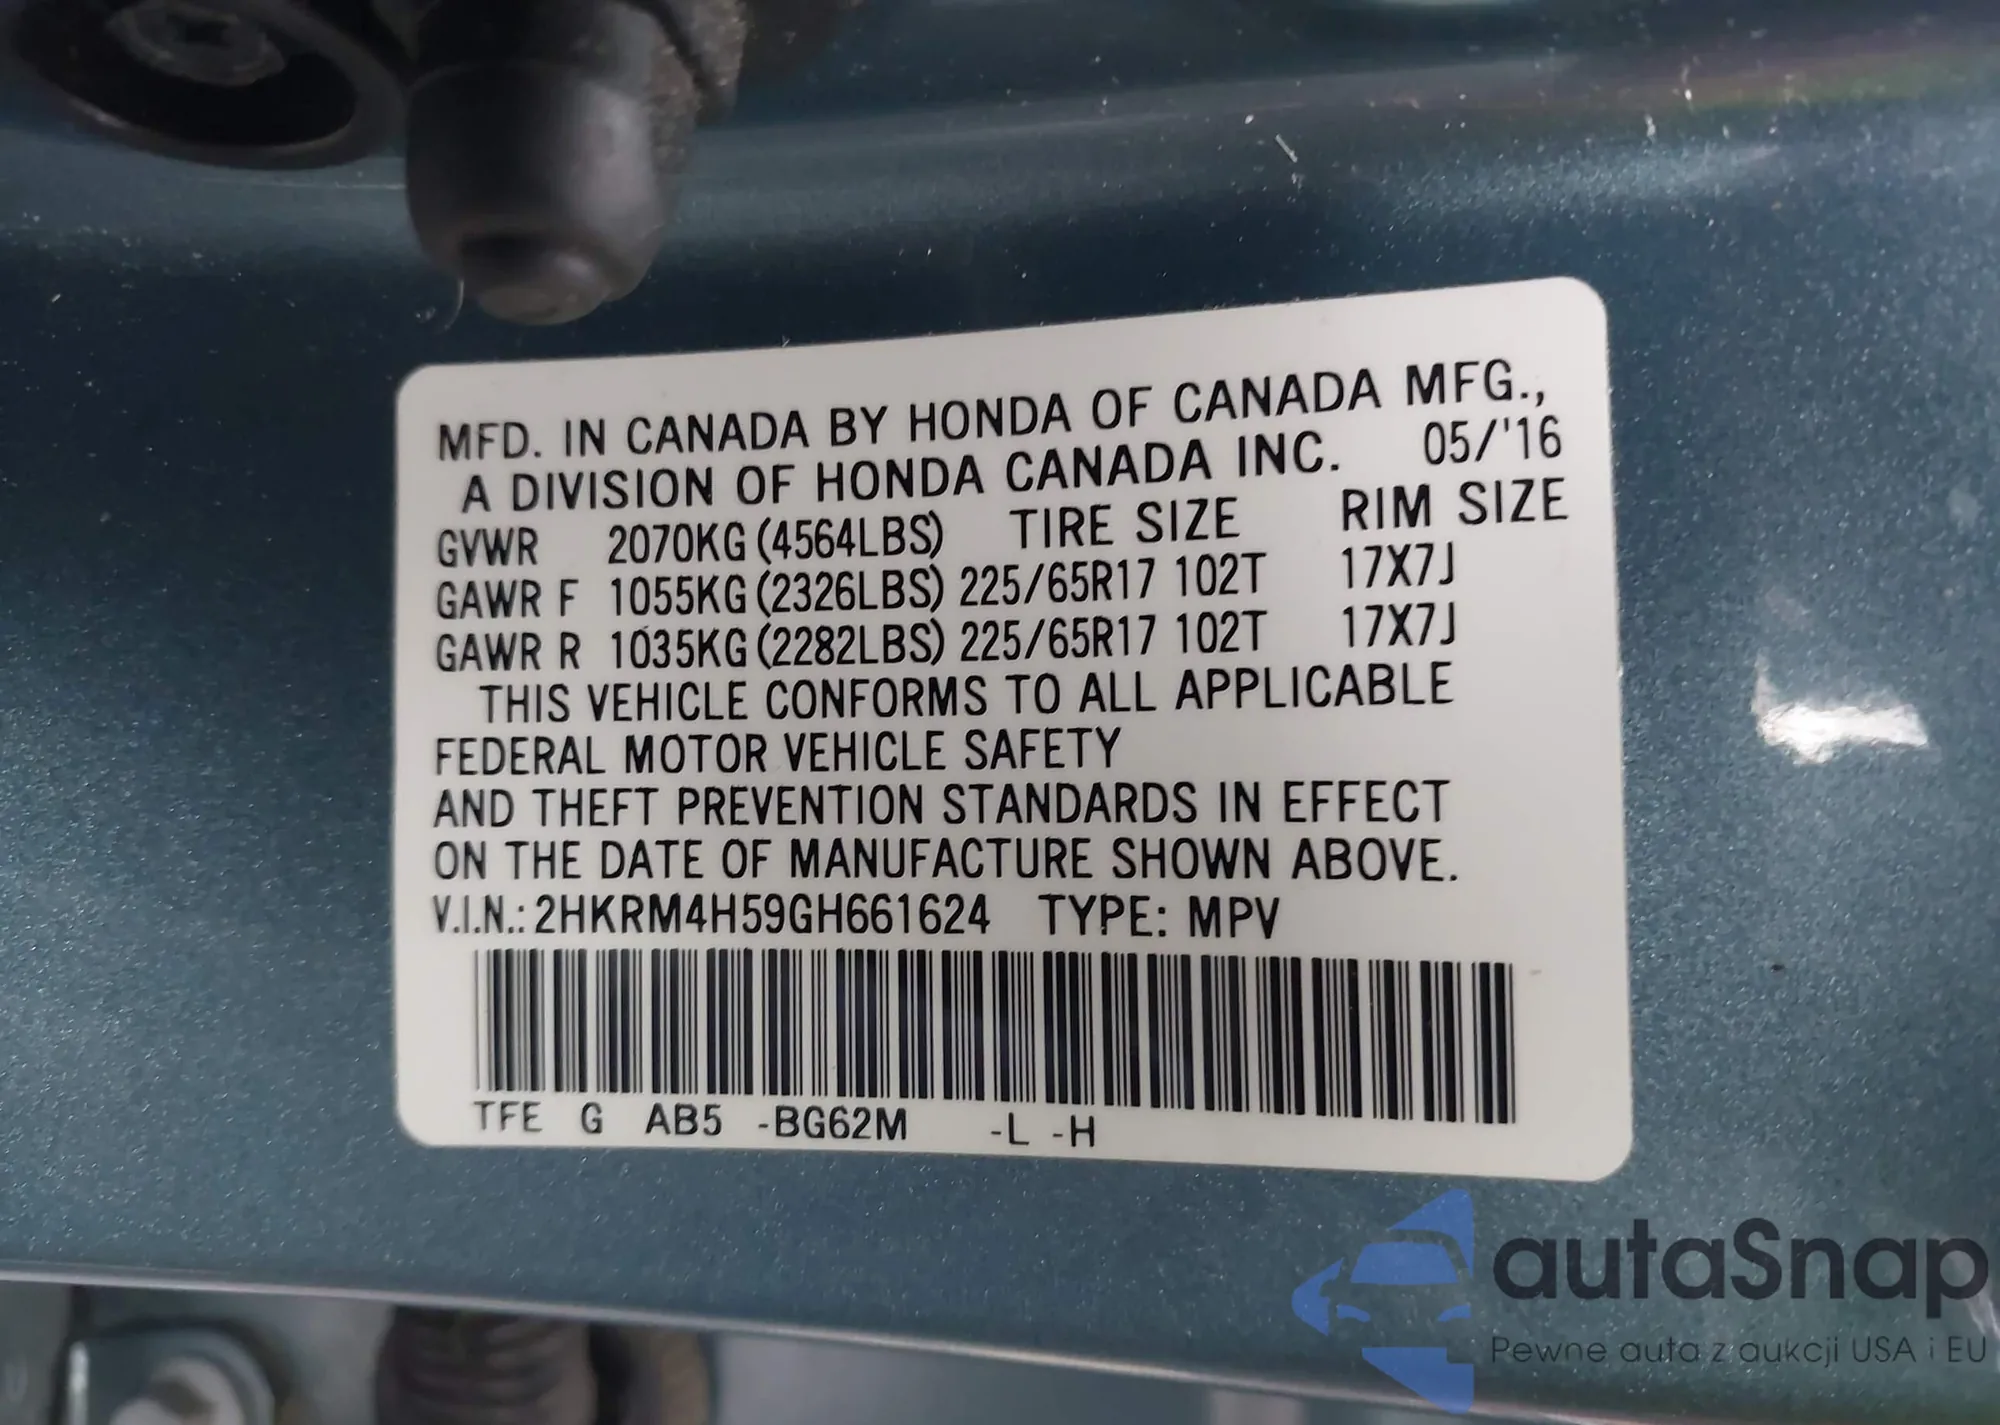 MFD. IN CANADA BY HONDA OF CANADA MFG.,
A DIVISION OF HONDA CANADA INC. 05/'16
GVWR 2070KG (4564LBS) TIRE SIZE RIM SIZE
GAWR F 1055KG (2326LBS) 225/65R17 102T 17X7J
GAWR R 1035KG (2282LBS) 225/65R17 102T 17X7J
THIS VEHICLE CONFORMS TO ALL APPLICABLE
FEDERAL MOTOR VEHICLE SAFETY
AND THEFT PREVENTION STANDARDS IN EFFECT
ON THE DATE OF MANUFACTURE SHOWN ABOVE.
V.I.N.: 2HKRM4H59GH661624 TYPE: MPV
TFE G AB5 -BG62M -L -H
autaSnap
Pewne auta z aukcji USA i EU